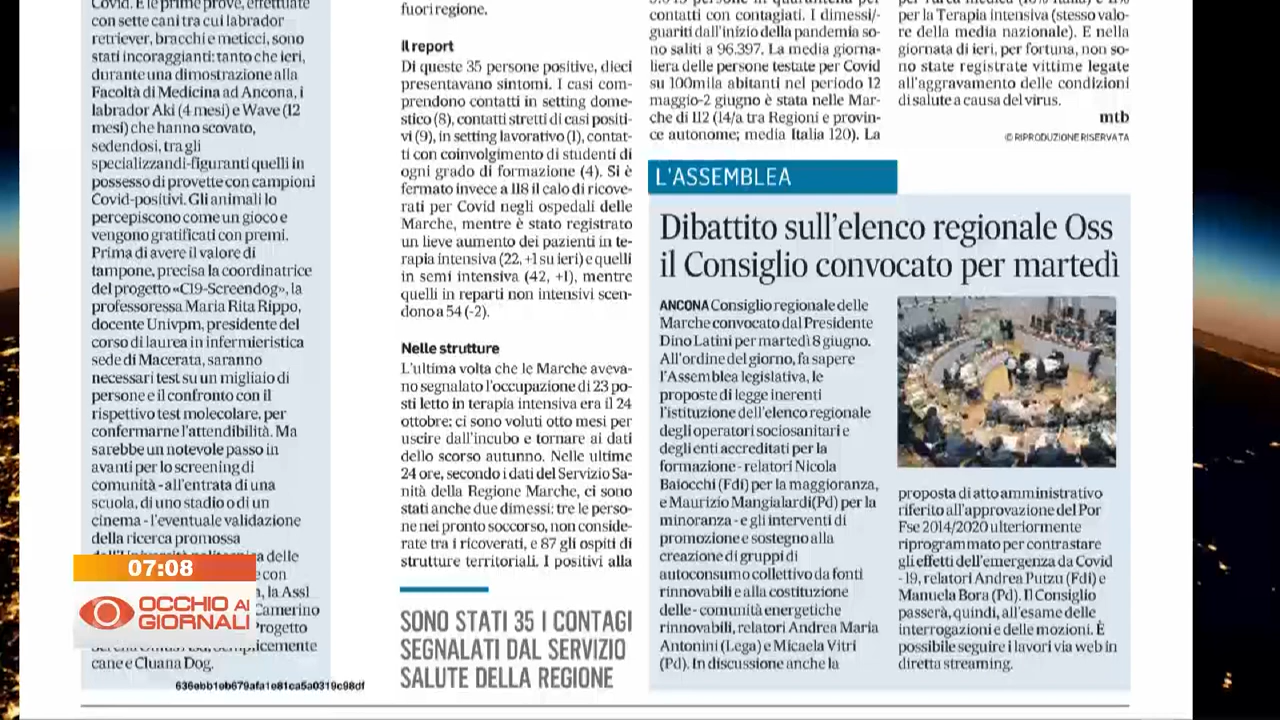 Covid. E le prime prove, effettuate
con sette cani tra cui labrador
retriever, bracchi e meticci, sono
stati incoraggianti: tanto che ieri,
durante una dimostrazione alla
Facoltà di Medicina ad Ancona, i
labrador Aki (4 mesi) e Wave (12
mesi) che hanno scovato,
sedendosi, tra gli
specializzandi-figuranti quelli in
possesso di provette con campioni
Covid-positivi. Gli animali lo
percepiscono come un gioco e
vengono gratificati con premi.
Prima di avere il valore di
tampone, precisa la coordinatrice
del progetto «C19-Screendog», la
professoressa Maria Rita Rippo,
docente Univpm, presidente del
corso di laurea in infermieristica
sede di Macerata, saranno
necessari test su un migliaio di
persone e il confronto con il
rispettivo test molecolare, per
confermarne l'attendibilità. Ma
sarebbe un notevole passo in
avanti per lo screening di
comunità - all'entrata di una
scuola, di uno stadio o di un
cinema - l'eventuale validazione
della ricerca promossa
delle
con
, la Assl
Camerino
Progetto
cane e Cluana Dog.
636ebb1eb679afa1e81ca5a0319c98df
fuori regione.
Il report
Di queste 35 persone positive, dieci
presentavano sintomi. I casi com-
prendono contatti in setting dome-
stico (8), contatti stretti di casi positi-
vi (9), in setting lavorativo (1), contat-
ti con coinvolgimento di studenti di
ogni grado di formazione (4). Si è
fermato invece a 118 il calo di ricove-
rati per Covid negli ospedali delle
Marche, mentre è stato registrato
un lieve aumento dei pazienti in te-
rapia intensiva (22, +1 su ieri) e quelli
in semi intensiva (42, +1), mentre
quelli in reparti non intensivi scen-
dono a 54 (-2).
Nelle strutture
L'ultima volta che le Marche aveva-
no segnalato l'occupazione di 23 po-
sti letto in terapia intensiva era il 24
ottobre: ci sono voluti otto mesi per
uscire dall'incubo e tornare ai dati
dello scorso autunno. Nelle ultime
24 ore, secondo i dati del Servizio Sa-
nità della Regione Marche, ci sono
stati anche due dimessi: tre le perso-
ne nei pronto soccorso, non conside-
rate tra i ricoverati, e 87 gli ospiti di
strutture territoriali. I positivi alla
SONO STATI 35 I CONTAGI
SEGNALATI DAL SERVIZIO
SALUTE DELLA REGIONE
contatti con contagiati. I dimessi/-
guariti dall'inizio della pandemia so-
no saliti a 96.397. La media giorna-
liera delle persone testate per Covid
su 100mila abitanti nel periodo 12
maggio-2 giugno è stata nelle Mar-
che di 112 (14/a tra Regioni e provin-
ce autonome; media Italia 120). La
per la Terapia intensiva (stesso valo-
re della media nazionale). E nella
giornata di ieri, per fortuna, non so-
no state registrate vittime legate
all'aggravamento delle condizioni
di salute a causa del virus.
mtb
© RIPRODUZIONE RISERVATA
L'ASSEMBLEA
Dibattito sull'elenco regionale Oss
il Consiglio convocato per martedì
ANCONA Consiglio regionale delle
Marche convocato dal Presidente
Dino Latini per martedì 8 giugno.
All'ordine del giorno, fa sapere
l'Assemblea legislativa, le
proposte di legge inerenti
l'istituzione dell'elenco regionale
degli operatori sociosanitari e
degli enti accreditati per la
formazione - relatori Nicola
Baiocchi (Fdi) per la maggioranza,
e Maurizio Mangialardi(Pd) per la
minoranza - e gli interventi di
promozione e sostegno alla
creazione di gruppi di
autoconsumo collettivo da fonti
rinnovabili e alla costituzione
delle - comunità energetiche
rinnovabili, relatori Andrea Maria
Antonini (Lega) e Micaela Vitri
(Pd). In discussione anche la
proposta di atto amministrativo
riferito all'approvazione del Por
Fse 2014/2020 ulteriormente
riprogrammato per contrastare
gli effetti dell'emergenza da Covid
-19, relatori Andrea Putzu (Fdi) e
Manuela Bora (Pd). Il Consiglio
passerà, quindi, all'esame delle
interrogazioni e delle mozioni. È
possibile seguire i lavori via web in
diretta streaming.
07:08
OCCHIO AI
GIORNALI